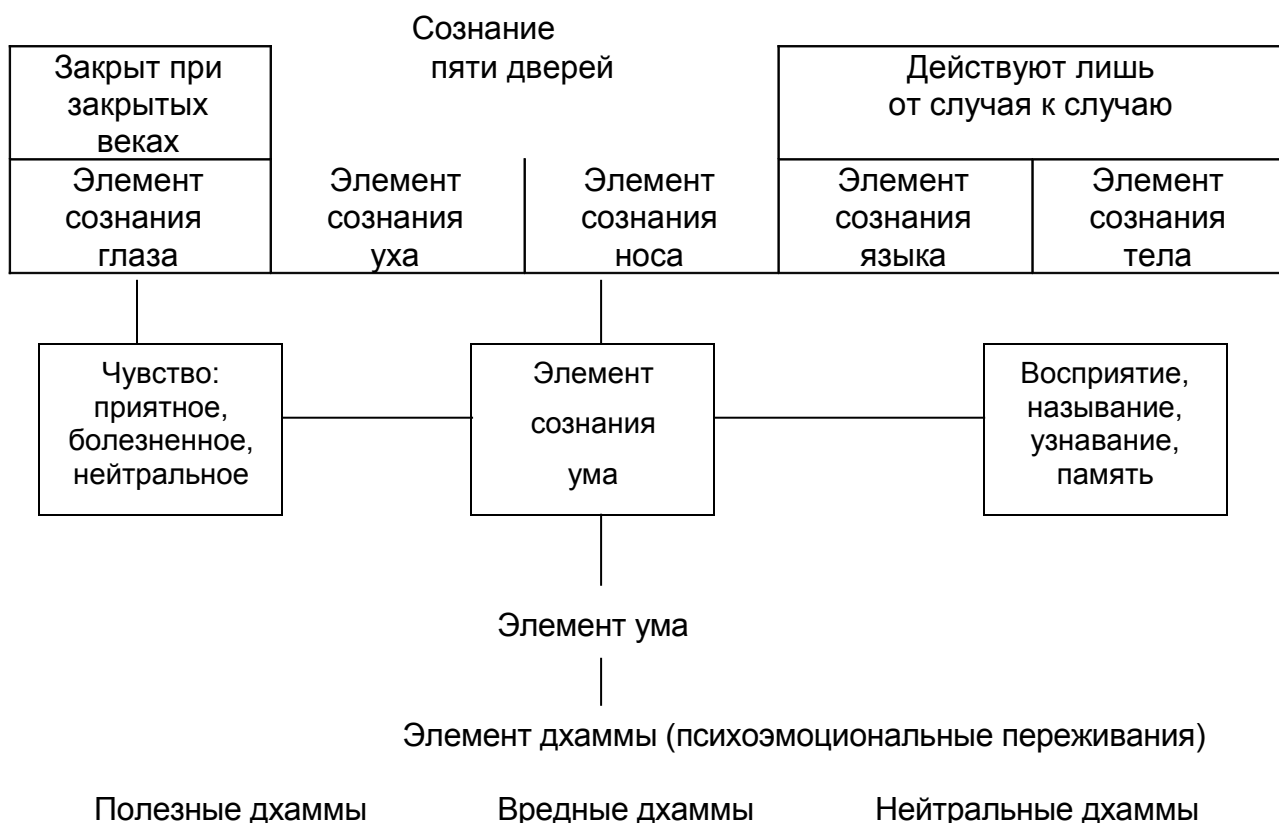 Сознание
пяти дверей
Закрыт при
закрытых
веках
Действуют лишь
от случая к случаю
Элемент
сознания
глаза
Элемент
сознания
уха
Элемент
сознания
носа
Элемент
сознания
языка
Элемент
сознания
тела
Чувство:
приятное,
болезненное,
нейтральное
Элемент
сознания
ума
Восприятие,
называние,
узнавание,
память
Элемент ума
Элемент дхаммы (психоэмоциональные переживания)
Полезные дхаммы
Вредные дхаммы
Нейтральные дхаммы